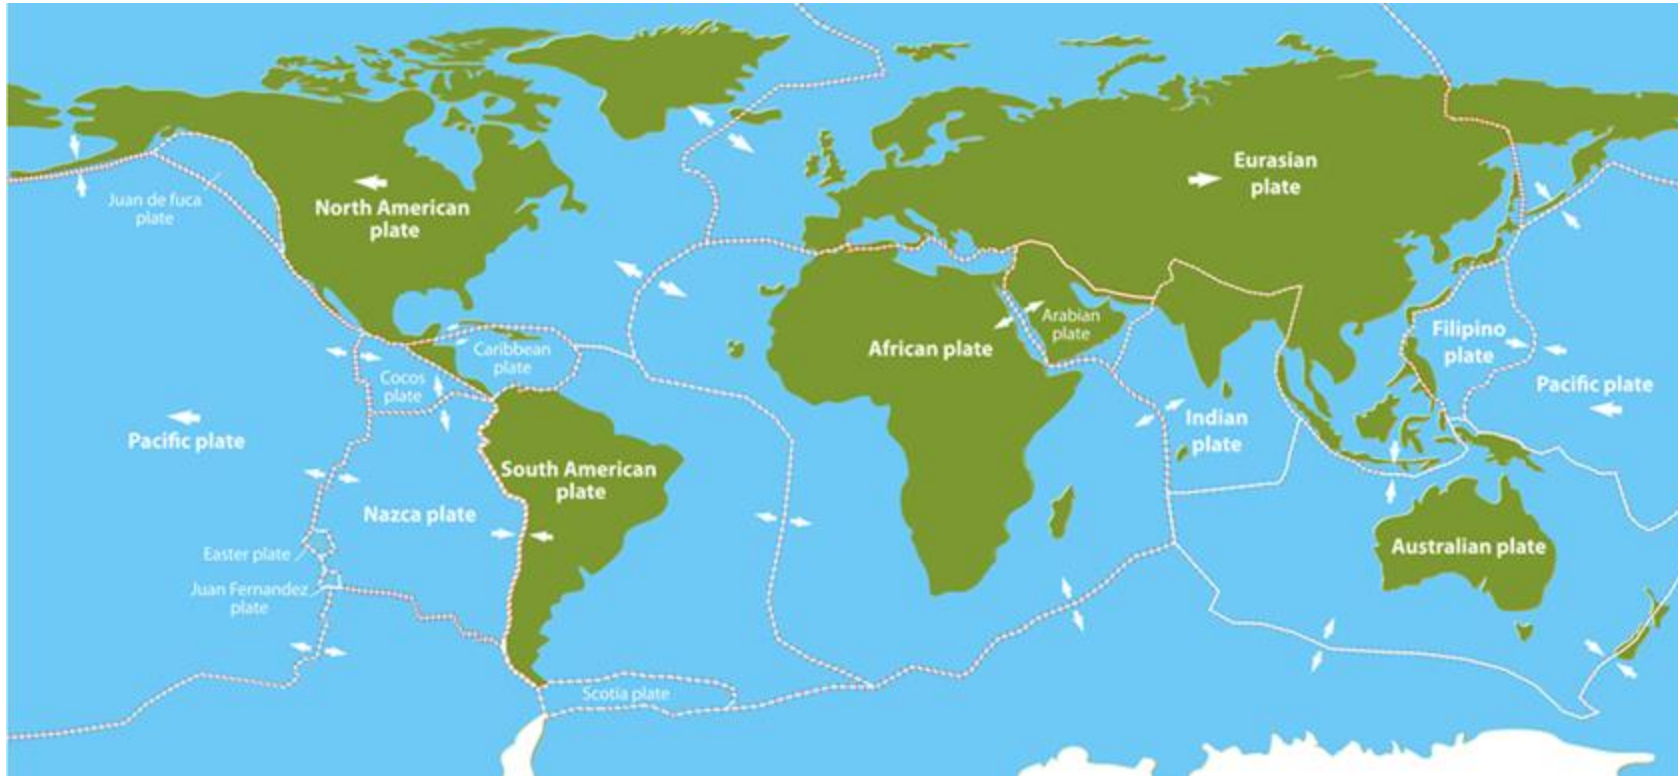 Juan de fuca
plate
North American
plate
Eurasian
plate
Caribbean
plate
Cocos
plate
African plate
Arabian
plate
Filipino
plate
Pacific plate
Pacific plate
Indian
plate
South American
plate
Nazca plate
Easter plate
Juan Fernandez
plate
Australian plate
Scotia plate